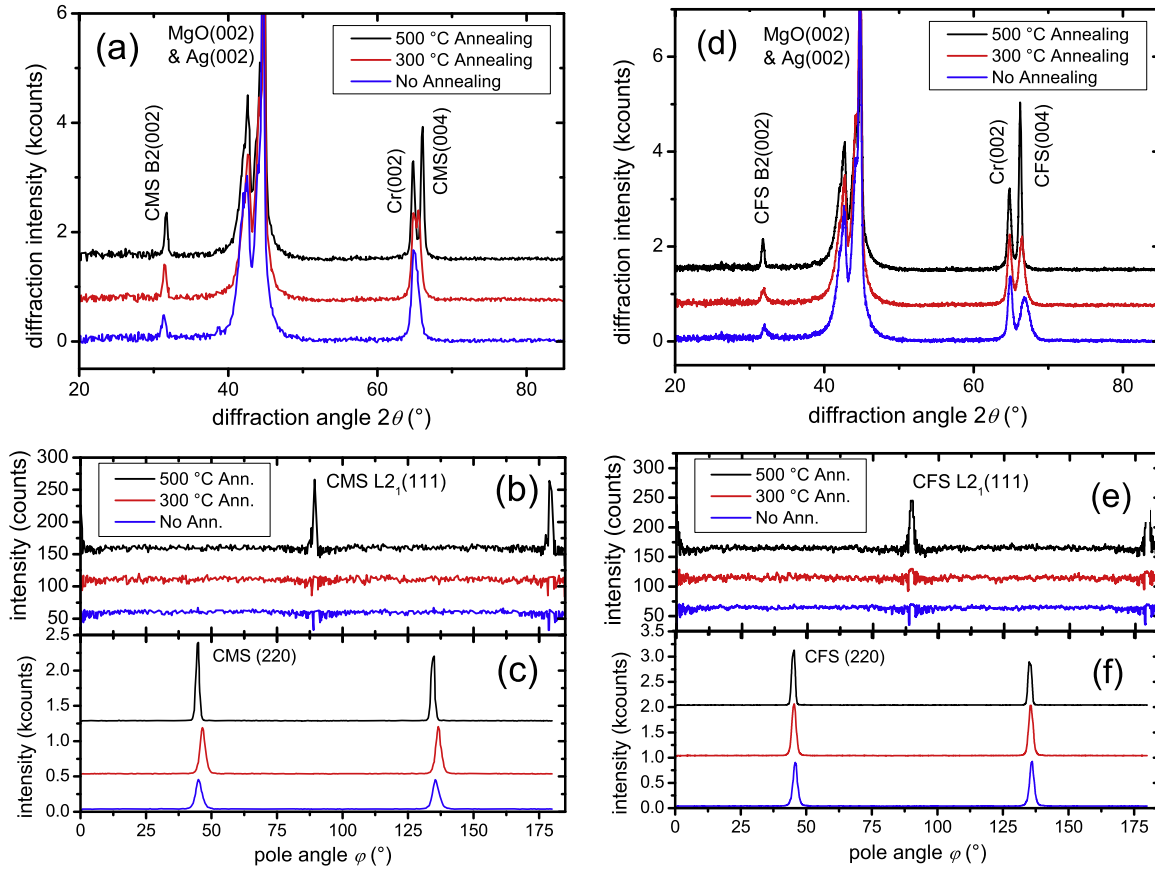 (a)
MgO(002)
& Ag(002)
500 °C Annealing
300 °C Annealing
No Annealing
CMS B2(002)
Cr(002)
CMS(004)
6
4
2
0
diffraction intensity (kcounts)
20
40
60
80
diffraction angle 2θ (°)
(d)
MgO(002)
& Ag(002)
500 °C Annealing
300 °C Annealing
No Annealing
CFS B2(002)
Cr(002)
CFS(004)
6
4
2
0
diffraction intensity (kcounts)
20
40
60
80
diffraction angle 2θ (°)
(b)
500 °C Ann.
300 °C Ann.
No Ann.
CMS L2₁(111)
300
250
200
150
100
50
intensity (counts)
(c)
CMS (220)
2.5
2.0
1.5
1.0
0.5
0.0
intensity (kcounts)
0
25
50
75
100
125
150
175
pole angle φ (°)
(e)
500 °C Ann.
300 °C Ann.
No Ann.
CFS L2₁(111)
300
250
200
150
100
50
intensity (counts)
(f)
CFS (220)
3.5
3.0
2.5
2.0
1.5
1.0
0.5
0.0
intensity (kcounts)
0
25
50
75
100
125
150
175
pole angle φ (°)